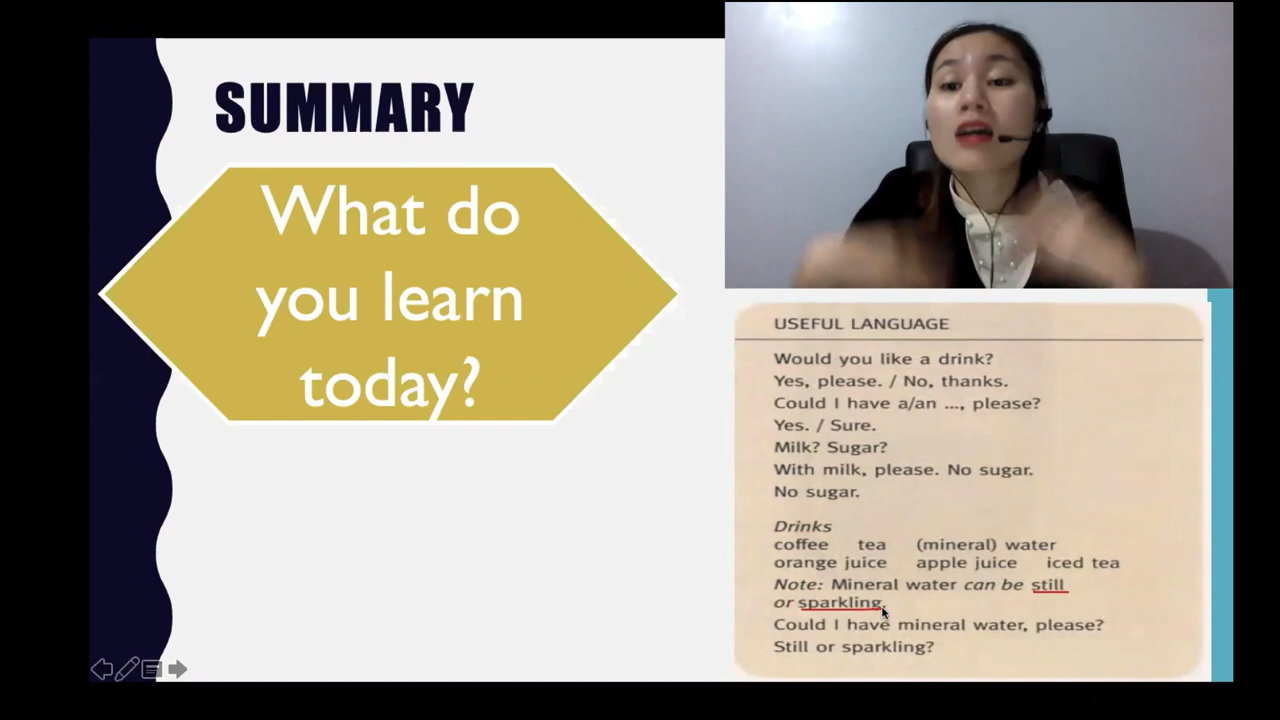 SUMMARY
What do
you learn
today?
USEFUL LANGUAGE
Would you like a drink?
Yes, please. / No, thanks.
Could I have a/an ..., please?
Yes. / Sure.
Milk? Sugar?
With milk, please. No sugar.
No sugar.
Drinks
coffee tea (mineral) water
orange juice apple juice iced tea
Note: Mineral water can be still
or sparkling.
Could I have mineral water, please?
Still or sparkling?